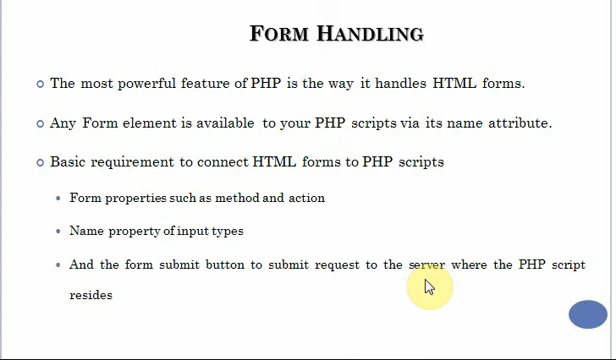 FORM HANDLING
The most powerful feature of PHP is the way it handles HTML forms.
Any Form element is available to your PHP scripts via its name attribute.
Basic requirement to connect HTML forms to PHP scripts
Form properties such as method and action
Name property of input types
And the form submit button to submit request to the server where the PHP script
resides